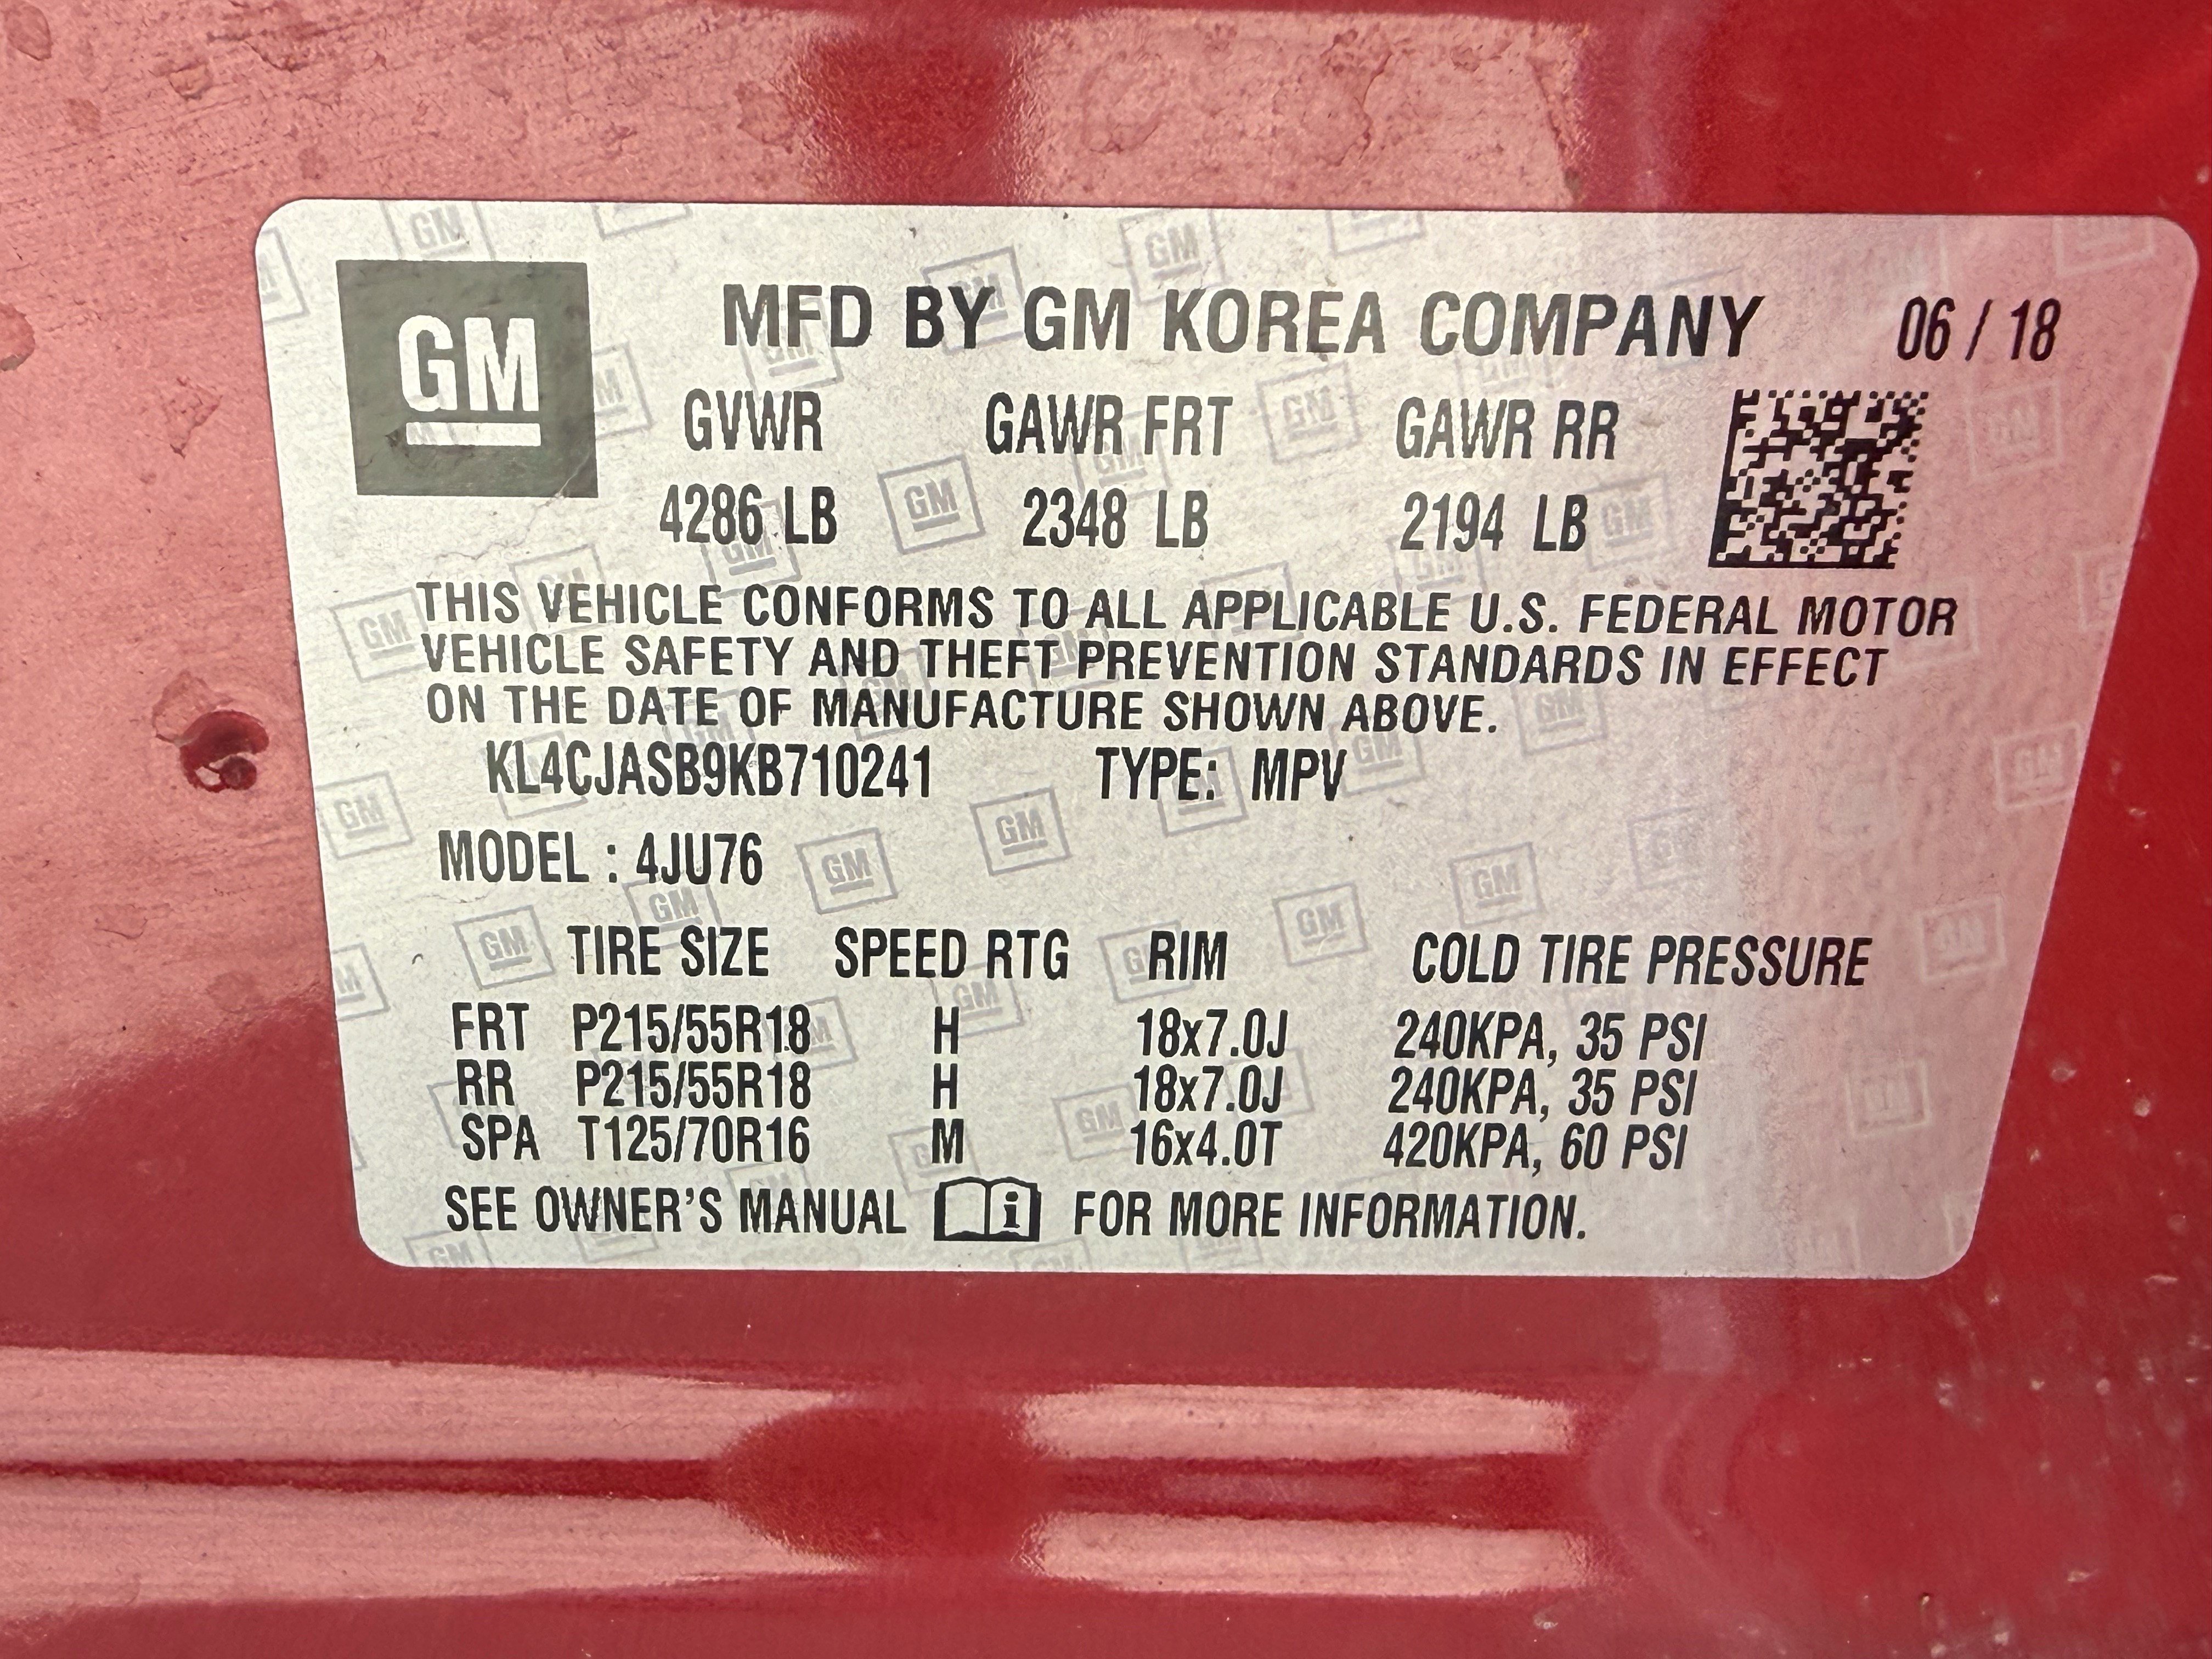 GM
MFD BY GM KOREA COMPANY 06 / 18
GVWR GAWR FRT GAWR RR
4286 LB 2348 LB 2194 LB
THIS VEHICLE CONFORMS TO ALL APPLICABLE U.S. FEDERAL MOTOR
VEHICLE SAFETY AND THEFT PREVENTION STANDARDS IN EFFECT
ON THE DATE OF MANUFACTURE SHOWN ABOVE.
KL4CJASB9KB710241 TYPE: MPV
MODEL : 4JU76
TIRE SIZE SPEED RTG RIM COLD TIRE PRESSURE
FRT P215/55R18 H 18x7.0J 240KPA, 35 PSI
RR P215/55R18 H 18x7.0J 240KPA, 35 PSI
SPA T125/70R16 M 16x4.0T 420KPA, 60 PSI
SEE OWNER'S MANUAL i FOR MORE INFORMATION.